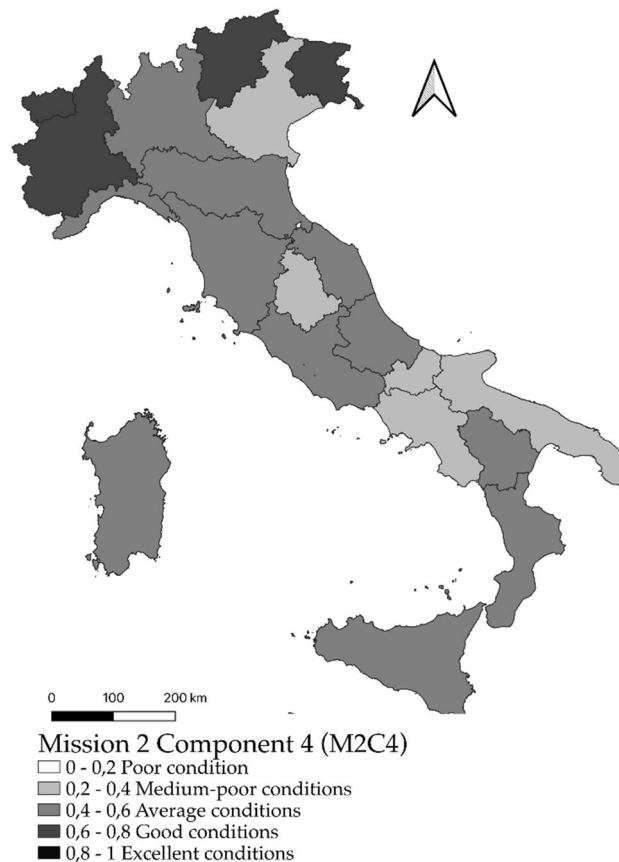 0 100 200 km
Mission 2 Component 4 (M2C4)
0 - 0,2 Poor condition
0,2 - 0,4 Medium-poor conditions
0,4 - 0,6 Average conditions
0,6 - 0,8 Good conditions
0,8 - 1 Excellent conditions